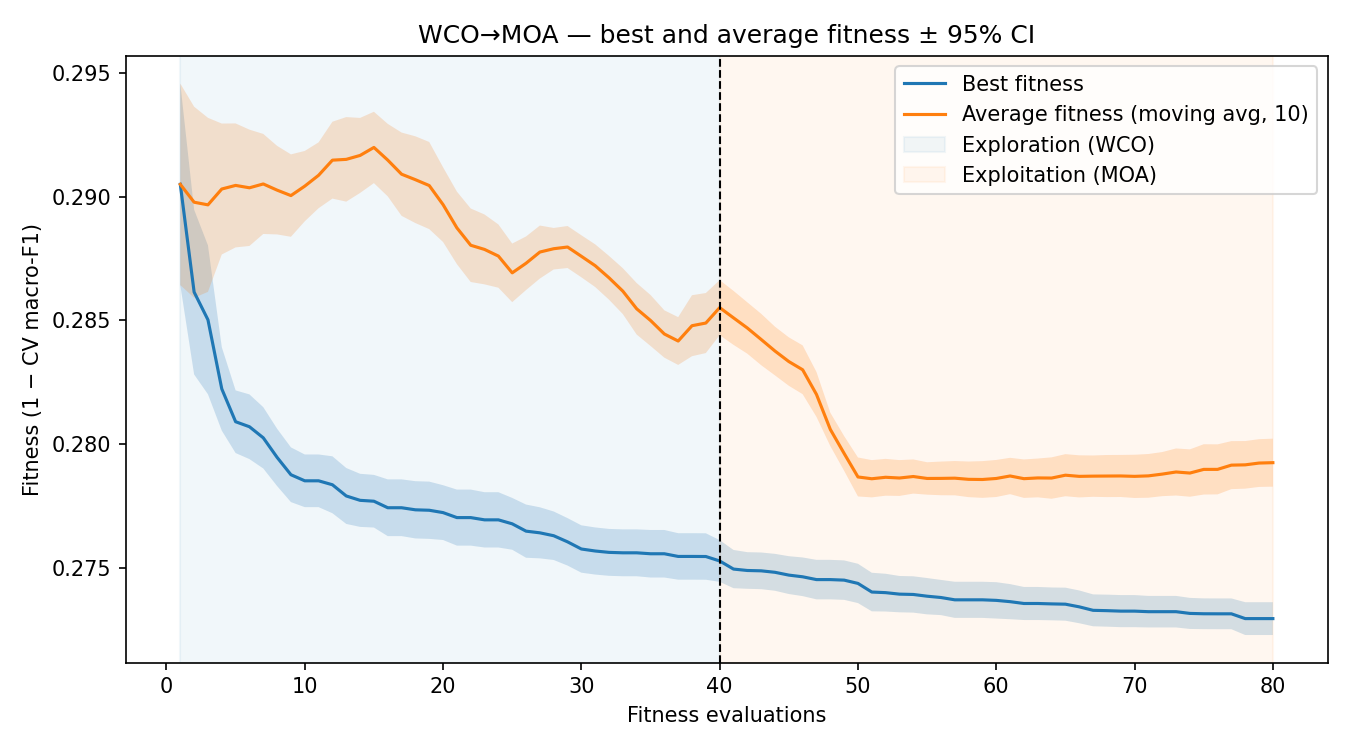 WCO→MOA — best and average fitness ± 95% CI
Best fitness
Average fitness (moving avg, 10)
Exploration (WCO)
Exploitation (MOA)
Fitness (1 − CV macro-F1)
0.295
0.290
0.285
0.280
0.275
0 10 20 30 40 50 60 70 80
Fitness evaluations